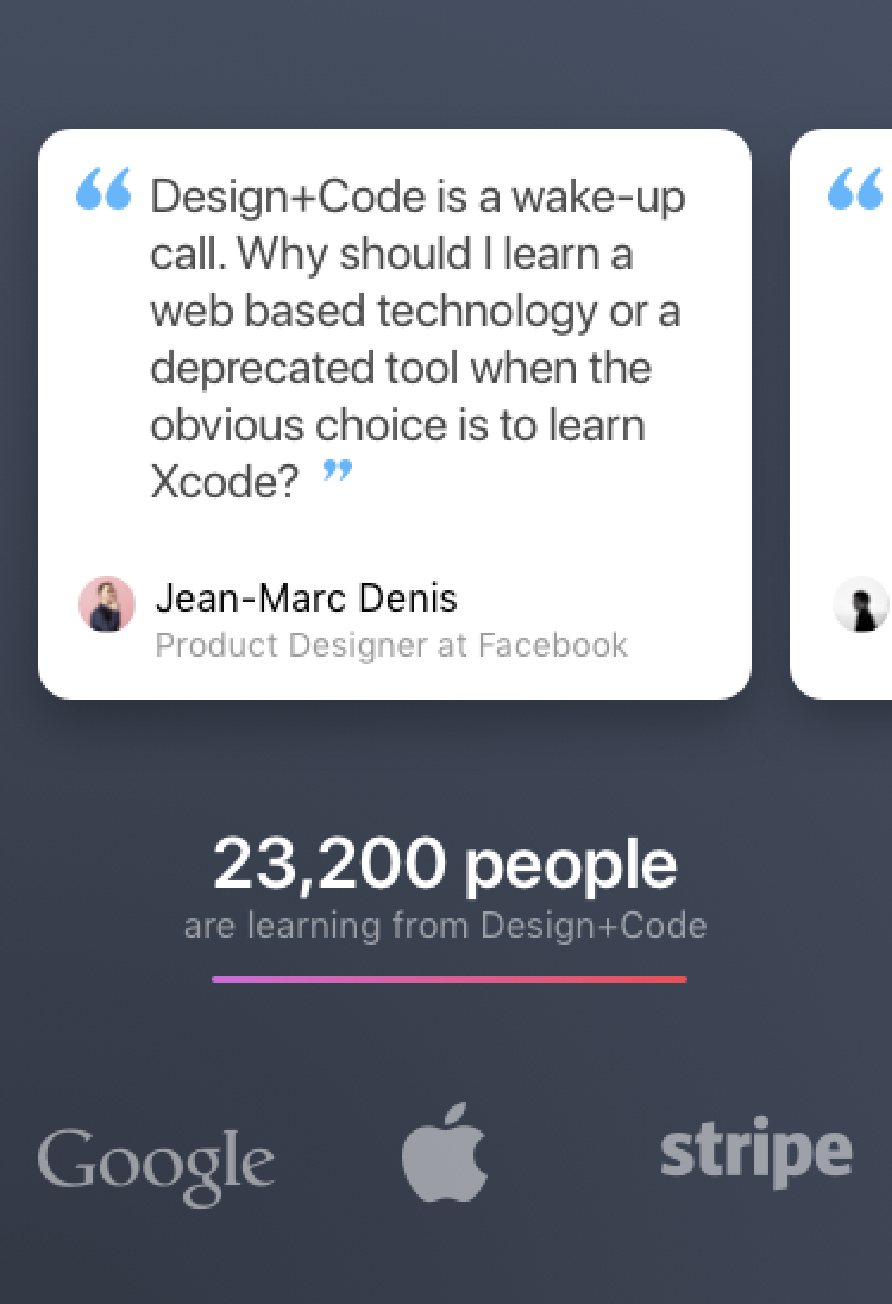 “ Design+Code is a wake-up
call. Why should I learn a
web based technology or a
deprecated tool when the
obvious choice is to learn
Xcode? ”
Jean-Marc Denis
Product Designer at Facebook
“
23,200 people
are learning from Design+Code
Google
stripe